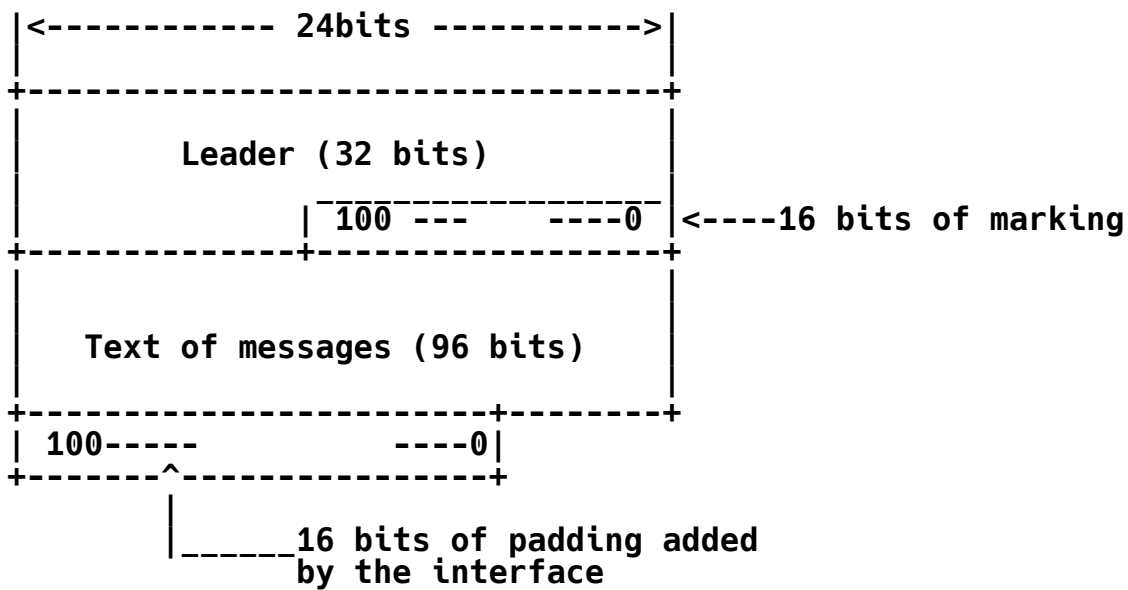 |<------------ 24bits ----------->|
Leader (32 bits)
| 100 --- ----0 |<----16 bits of marking
Text of messages (96 bits)
| 100----- ----0|
^
|______16 bits of padding added
by the interface